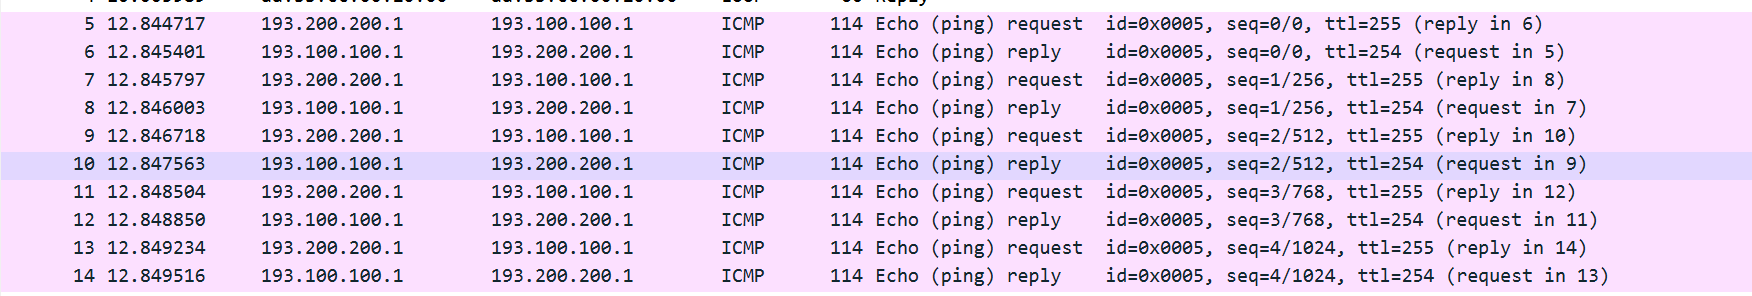 5 12.844717 193.200.200.1 193.100.100.1 ICMP 114 Echo (ping) request id=0x0005, seq=0/0, ttl=255 (reply in 6)
6 12.845401 193.100.100.1 193.200.200.1 ICMP 114 Echo (ping) reply id=0x0005, seq=0/0, ttl=254 (request in 5)
7 12.845797 193.200.200.1 193.100.100.1 ICMP 114 Echo (ping) request id=0x0005, seq=1/256, ttl=255 (reply in 8)
8 12.846003 193.100.100.1 193.200.200.1 ICMP 114 Echo (ping) reply id=0x0005, seq=1/256, ttl=254 (request in 7)
9 12.846718 193.200.200.1 193.100.100.1 ICMP 114 Echo (ping) request id=0x0005, seq=2/512, ttl=255 (reply in 10)
10 12.847563 193.100.100.1 193.200.200.1 ICMP 114 Echo (ping) reply id=0x0005, seq=2/512, ttl=254 (request in 9)
11 12.848504 193.200.200.1 193.100.100.1 ICMP 114 Echo (ping) request id=0x0005, seq=3/768, ttl=255 (reply in 12)
12 12.848850 193.100.100.1 193.200.200.1 ICMP 114 Echo (ping) reply id=0x0005, seq=3/768, ttl=254 (request in 11)
13 12.849234 193.200.200.1 193.100.100.1 ICMP 114 Echo (ping) request id=0x0005, seq=4/1024, ttl=255 (reply in 14)
14 12.849516 193.100.100.1 193.200.200.1 ICMP 114 Echo (ping) reply id=0x0005, seq=4/1024, ttl=254 (request in 13)